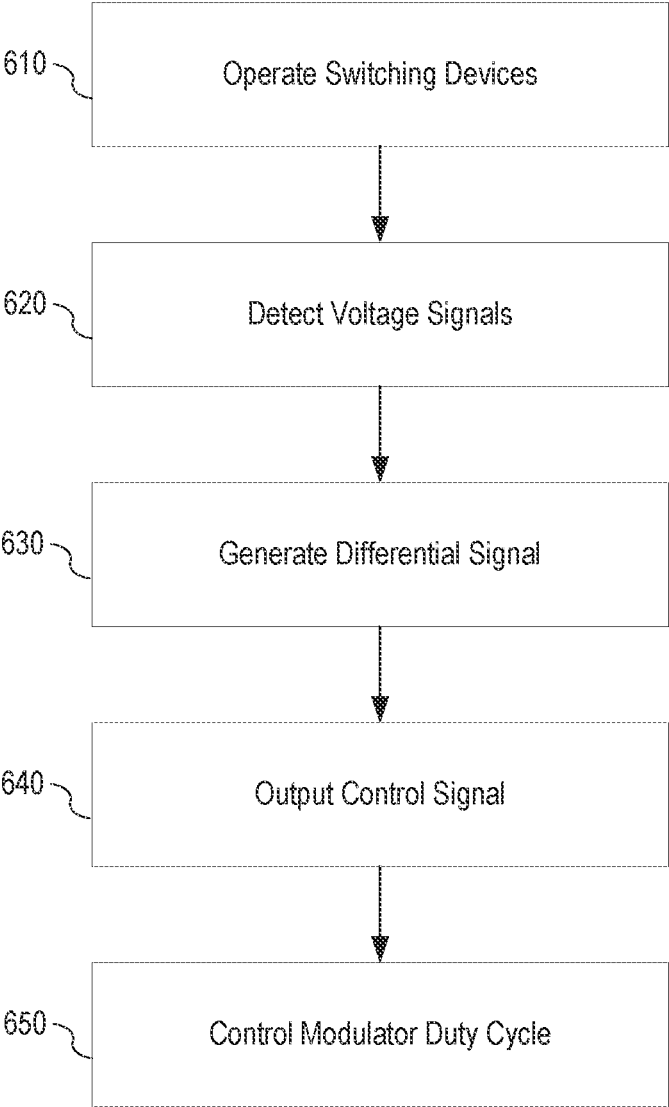 610
Operate Switching Devices
620
Detect Voltage Signals
630
Generate Differential Signal
640
Output Control Signal
650
Control Modulator Duty Cycle